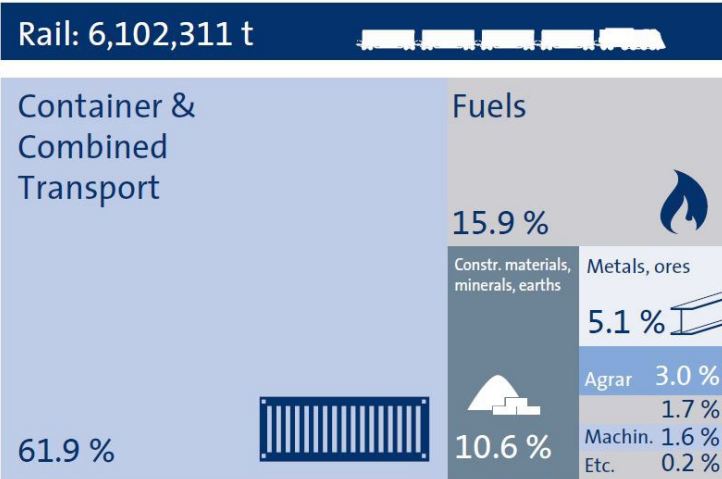 Rail: 6,102,311 t
Container &
Combined
Transport
61.9 %
Fuels
15.9 %
Constr. materials,
minerals, earths
10.6 %
Metals, ores
5.1 %
Agrar 3.0 %
1.7 %
Machin. 1.6 %
Etc. 0.2 %